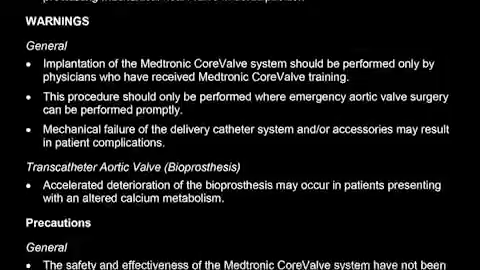 WARNINGS
General
• Implantation of the Medtronic CoreValve system should be performed only by
physicians who have received Medtronic CoreValve training.
• This procedure should only be performed where emergency aortic valve surgery
can be performed promptly.
• Mechanical failure of the delivery catheter system and/or accessories may result
in patient complications.
Transcatheter Aortic Valve (Bioprosthesis)
• Accelerated deterioration of the bioprosthesis may occur in patients presenting
with an altered calcium metabolism.
Precautions
General
• The safety and effectiveness of the Medtronic CoreValve system have not been